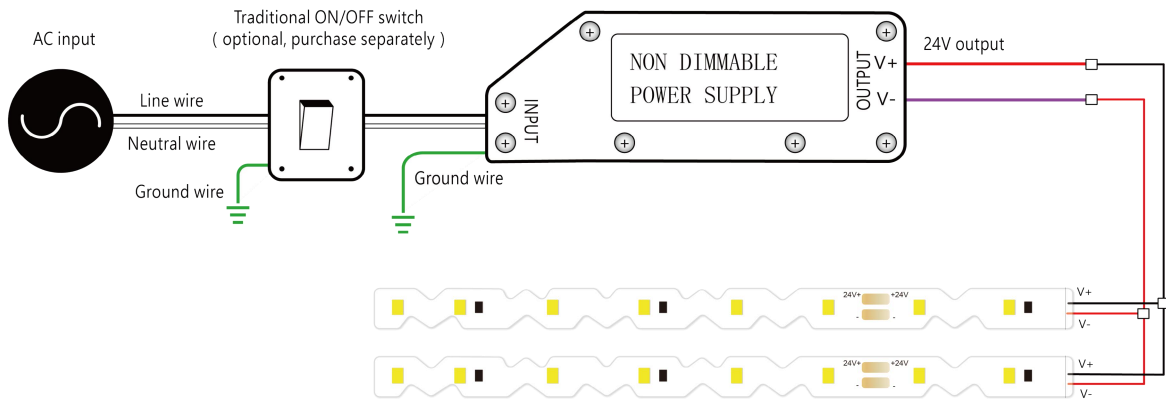 AC input
Traditional ON/OFF switch
( optional, purchase separately )
Line wire
Neutral wire
Ground wire
Ground wire
INPUT
NON DIMMABLE
POWER SUPPLY
OUTPUT
V+
V-
24V output
24V+ +24V
- -
V+
V-
24V+ +24V
- -
V+
V-